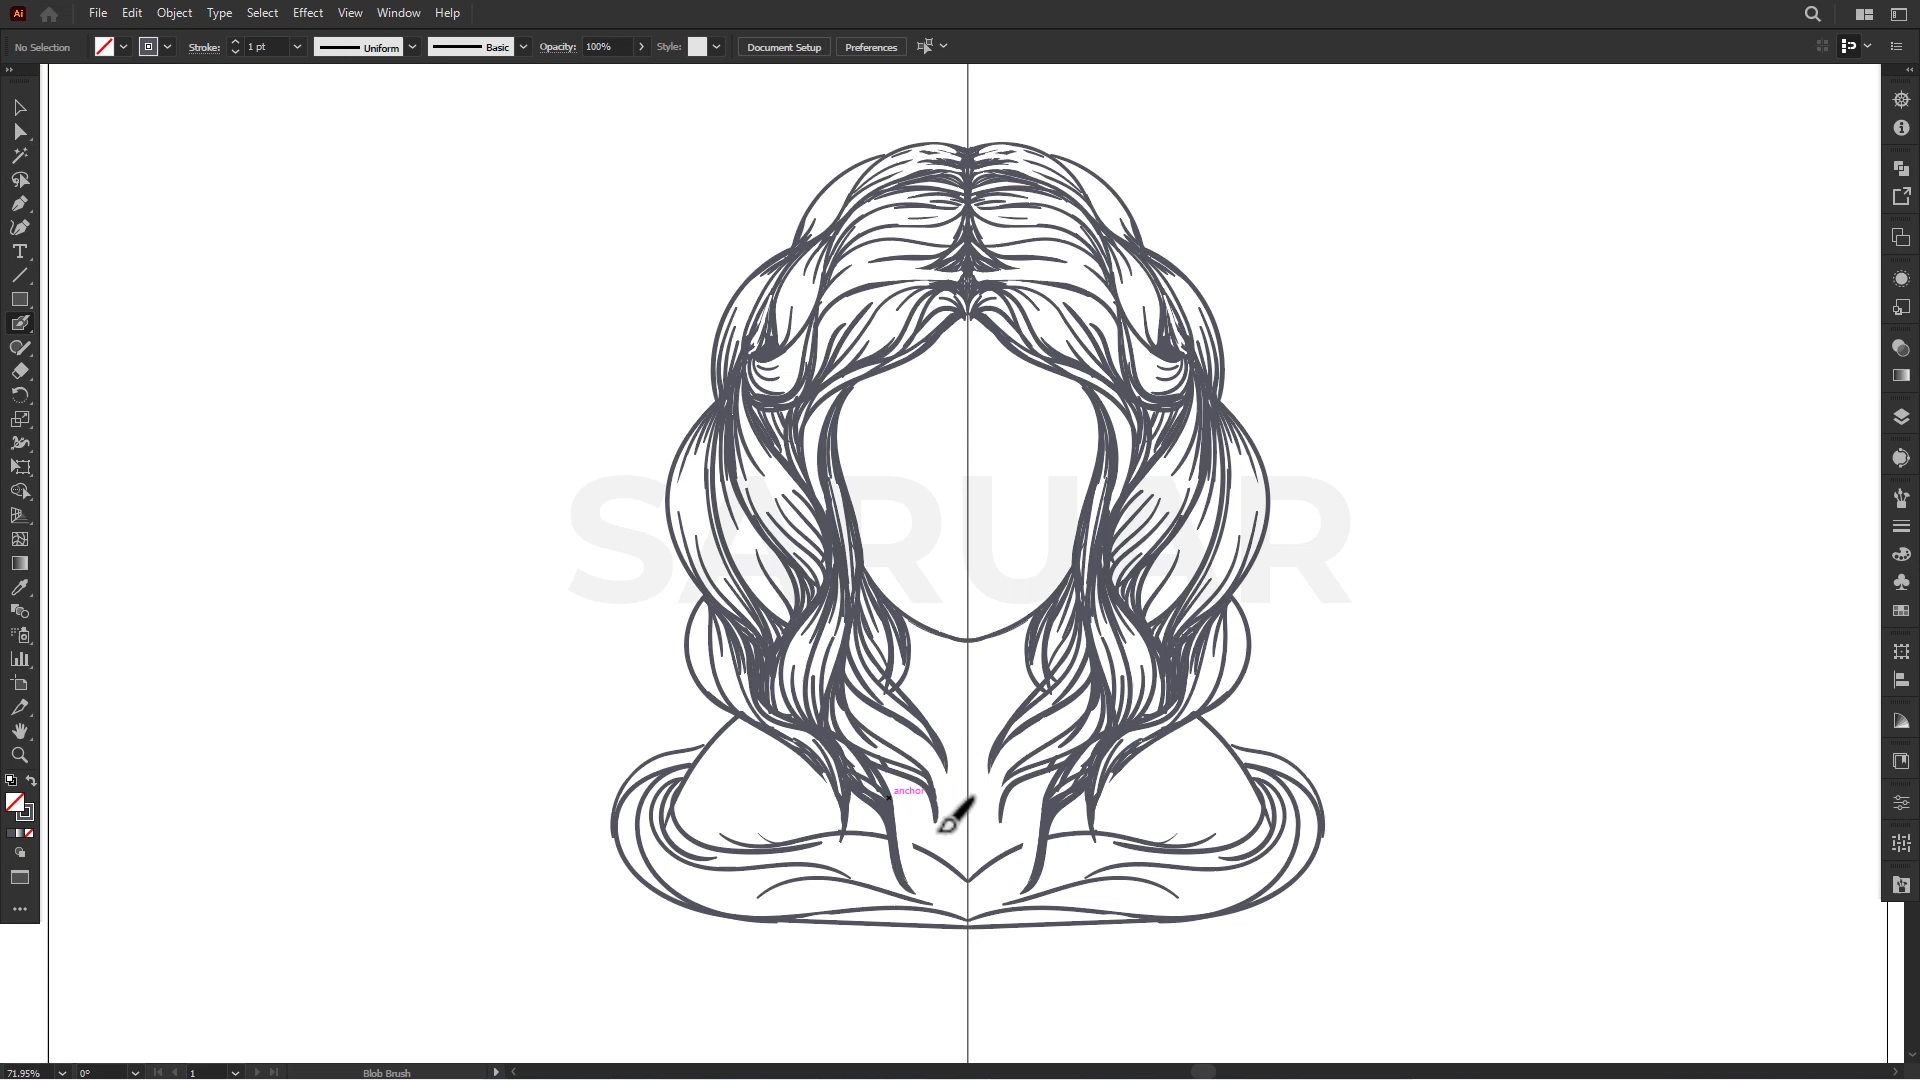 Ai File Edit Object Type Select Effect View Window Help
No Selection Stroke: 1 pt Uniform Basic Opacity: 100% Style: Document Setup Preferences
SARUAR
anchor
71.95% 0° 1 Blob Brush